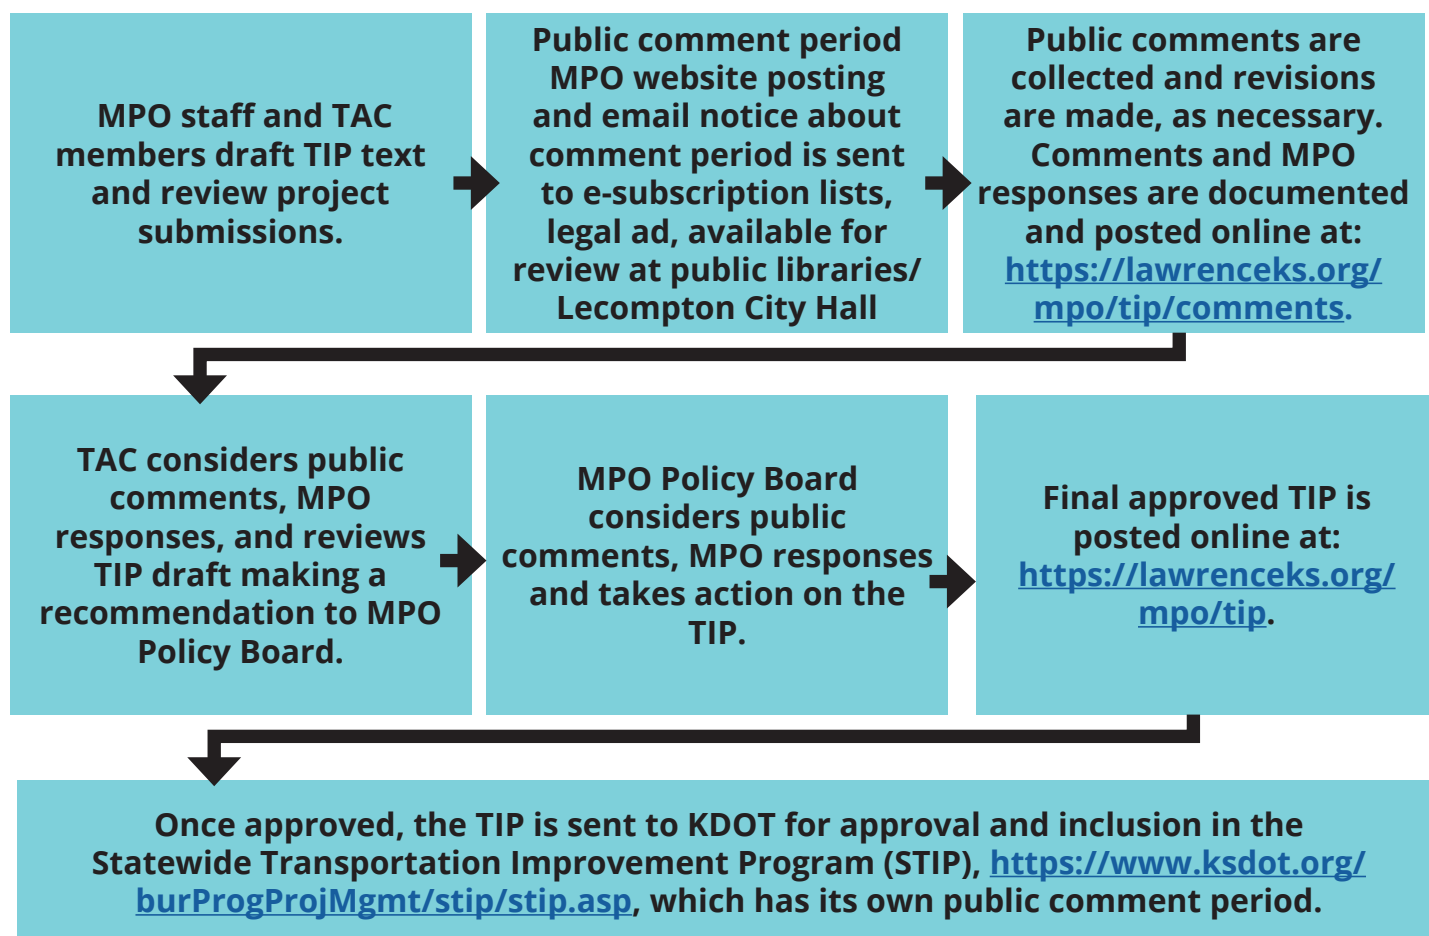 MPO staff and TAC
members draft TIP text
and review project
submissions.
Public comment period
MPO website posting
and email notice about
comment period is sent
to e-subscription lists,
legal ad, available for
review at public libraries/
Lecompton City Hall
Public comments are
collected and revisions
are made, as necessary.
Comments and MPO
responses are documented
and posted online at:
https://lawrenceks.org/
mpo/tip/comments.
TAC considers public
comments, MPO
responses, and reviews
TIP draft making a
recommendation to MPO
Policy Board.
MPO Policy Board
considers public
comments, MPO responses
and takes action on the
TIP.
Final approved TIP is
posted online at:
https://lawrenceks.org/
mpo/tip.
Once approved, the TIP is sent to KDOT for approval and inclusion in the
Statewide Transportation Improvement Program (STIP), https://www.ksdot.org/
burProgProjMgmt/stip/stip.asp, which has its own public comment period.